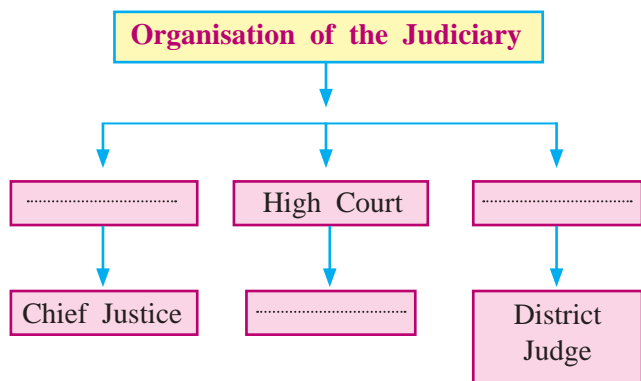 Organisation of the Judiciary
High Court
Chief Justice
District
Judge